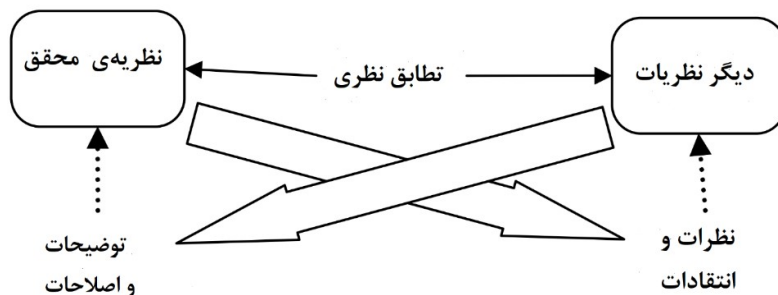 دیگر نظریات
تطابق نظری
نظریه‌ی محقق
نظرات و
انتقادات
توضیحات
و اصلاحات